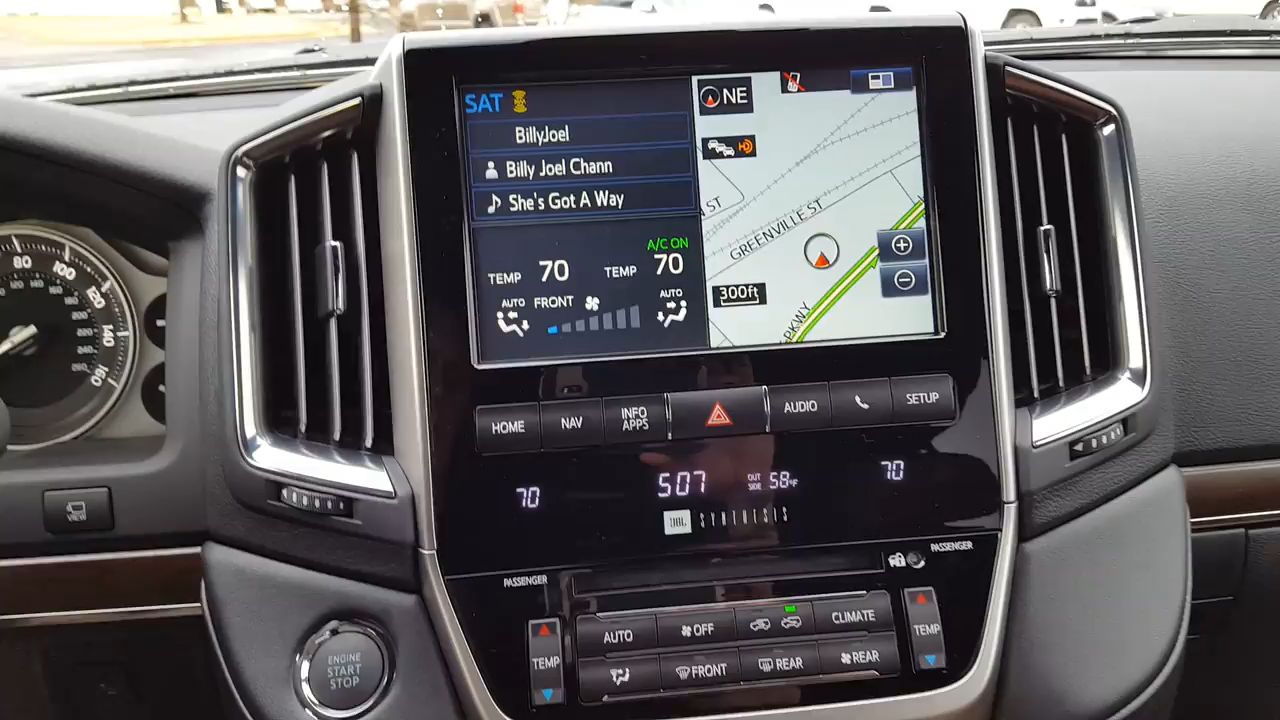 SAT
BillyJoel
Billy Joel Chann
She's Got A Way
A/C ON
TEMP 70
TEMP 70
AUTO FRONT AUTO
NE
ST
GREENVILLE ST
300ft
PKWY
80
100
120
140
160
HOME
NAV
INFO
APPS
AUDIO
SETUP
70
5:07
OUT
SIDE
58°F
70
JBL SYNTHESIS
VIEW
PASSENGER
PASSENGER
ENGINE
START
STOP
TEMP
AUTO
OFF
CLIMATE
FRONT
REAR
REAR
TEMP